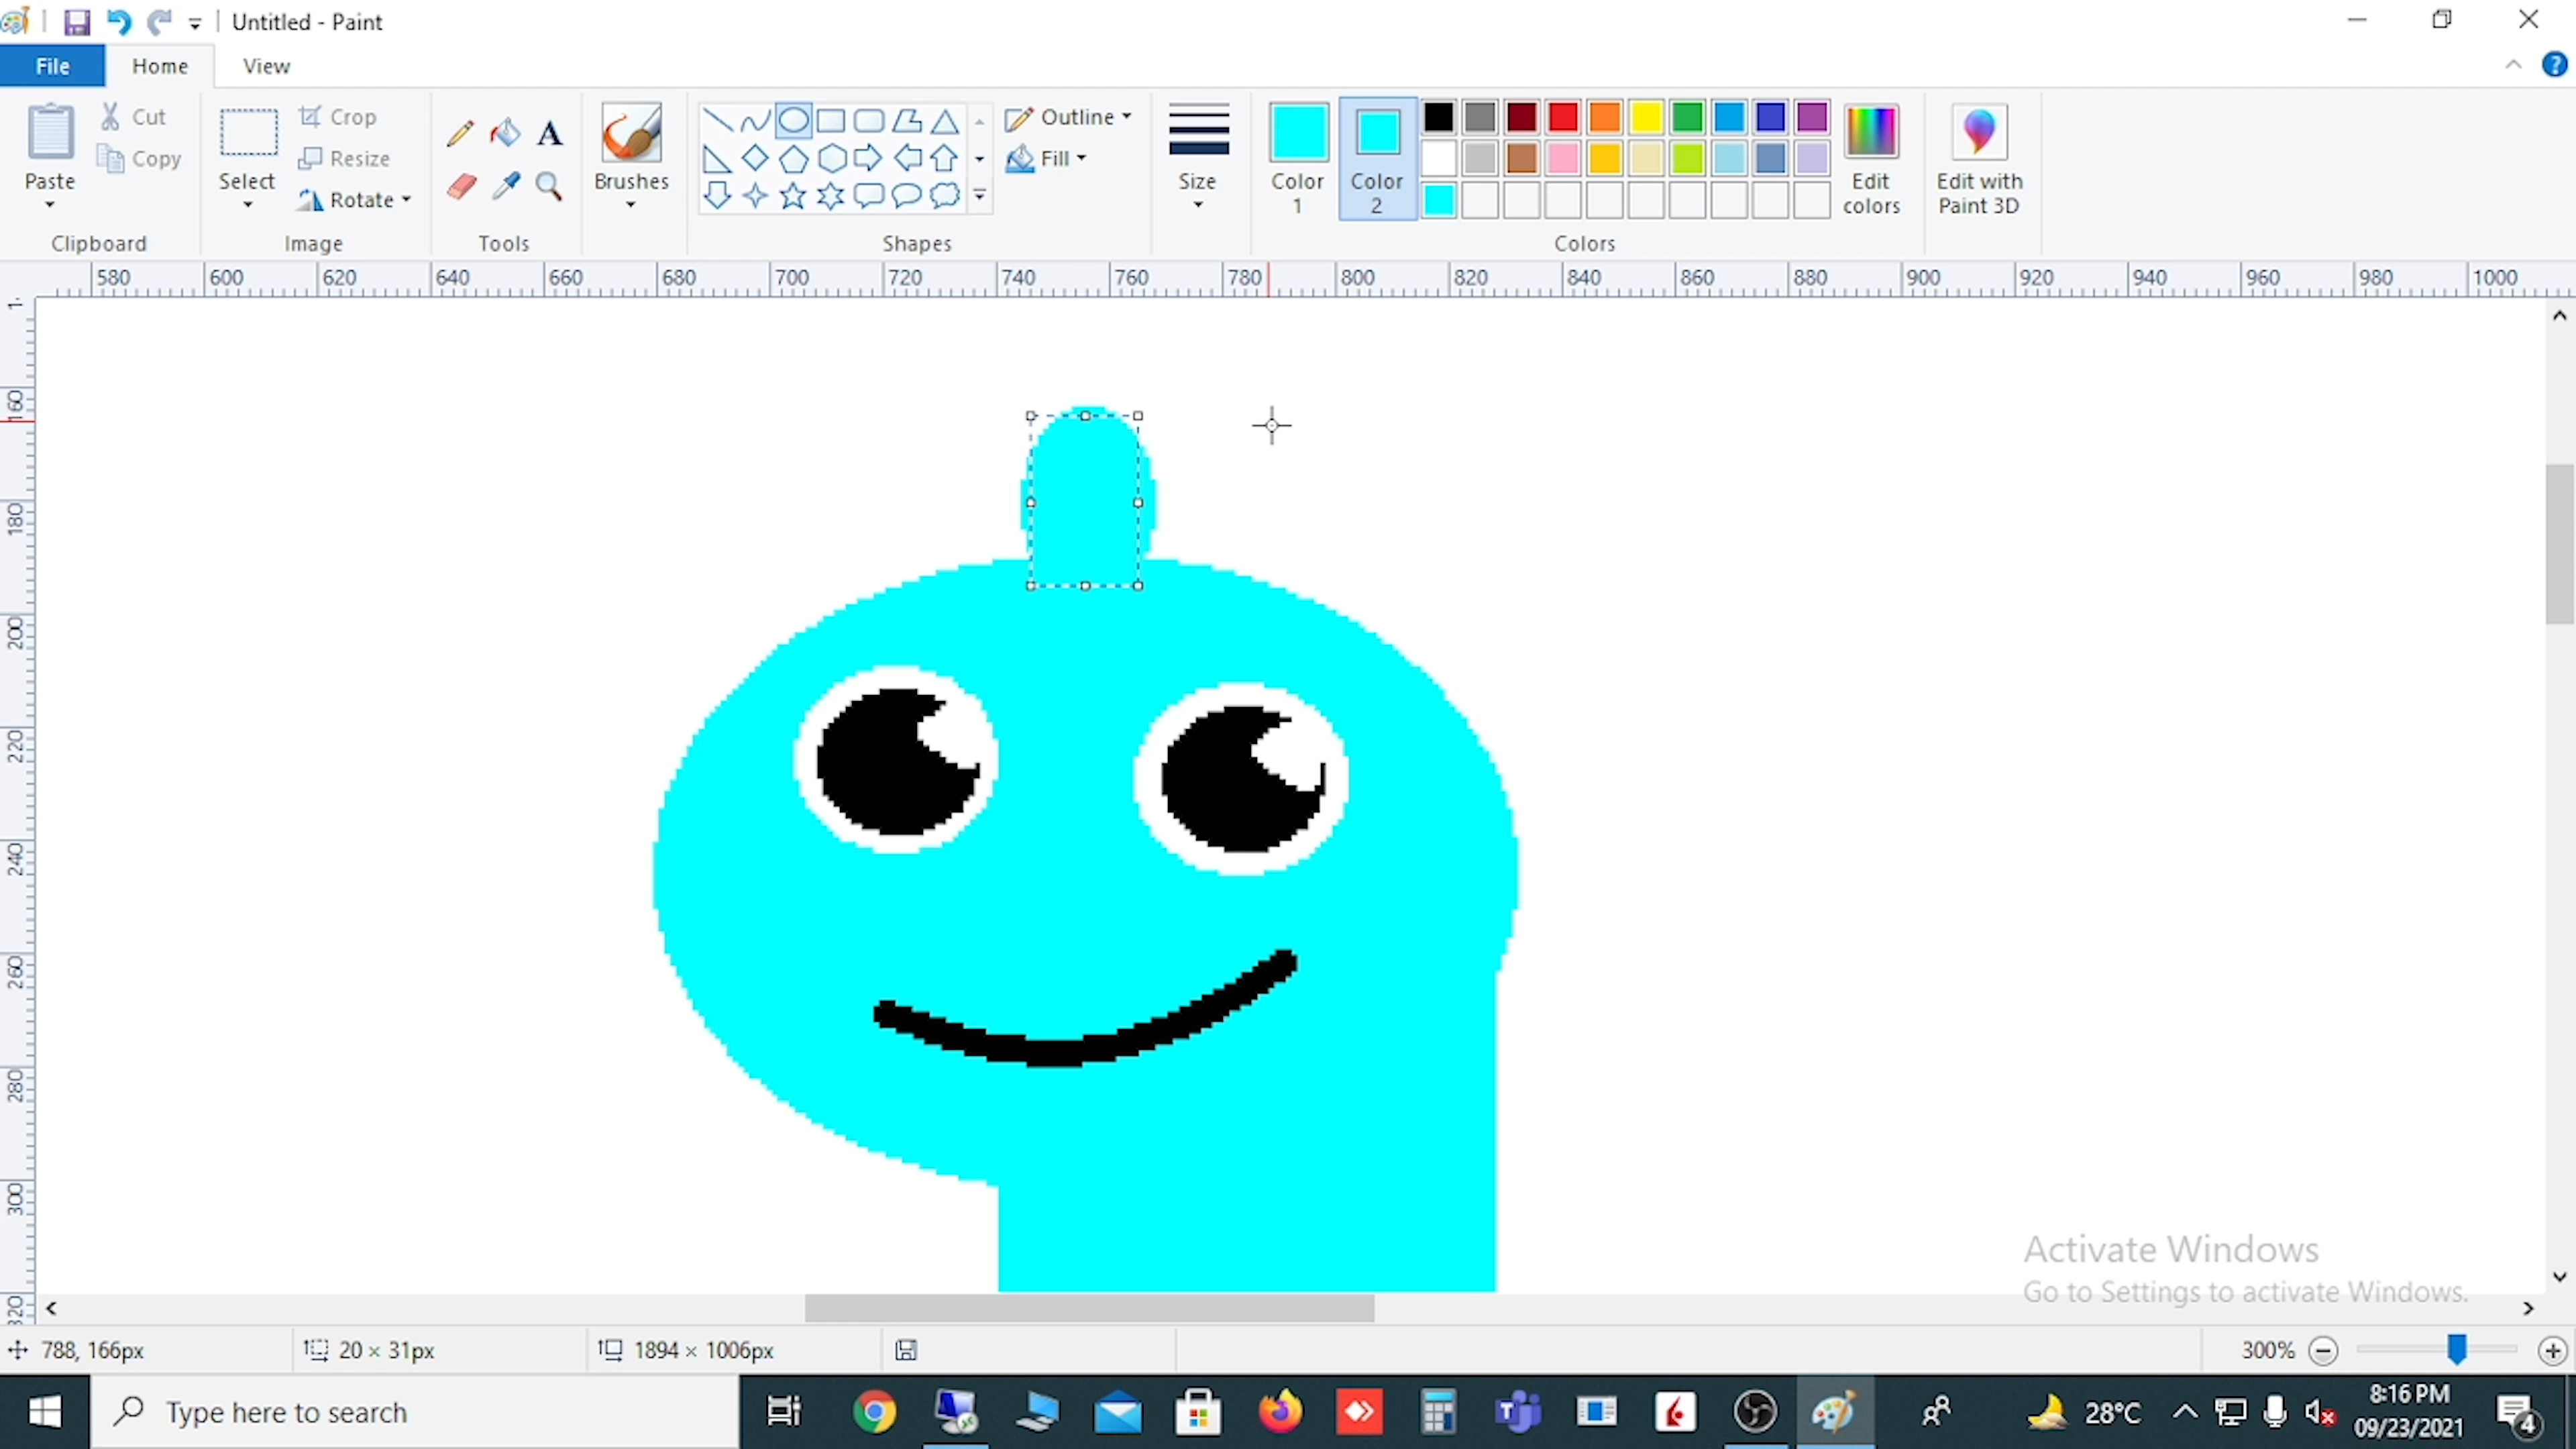 Untitled - Paint
File Home View
Paste
Cut
Copy
Clipboard
Select
Crop
Resize
Rotate
Image
A
Tools
Brushes
Shapes
Outline
Fill
Size
Color 1
Color 2
Colors
Edit colors
Edit with Paint 3D
580 600 620 640 660 680 700 720 740 760 780 800 820 840 860 880 900 920 940 960 980 1000
160
180
200
220
240
260
280
300
Activate Windows
Go to Settings to activate Windows.
788, 166px 20 × 31px 1894 × 1006px 300%
Type here to search
28°C
8:16 PM
09/23/2021
4